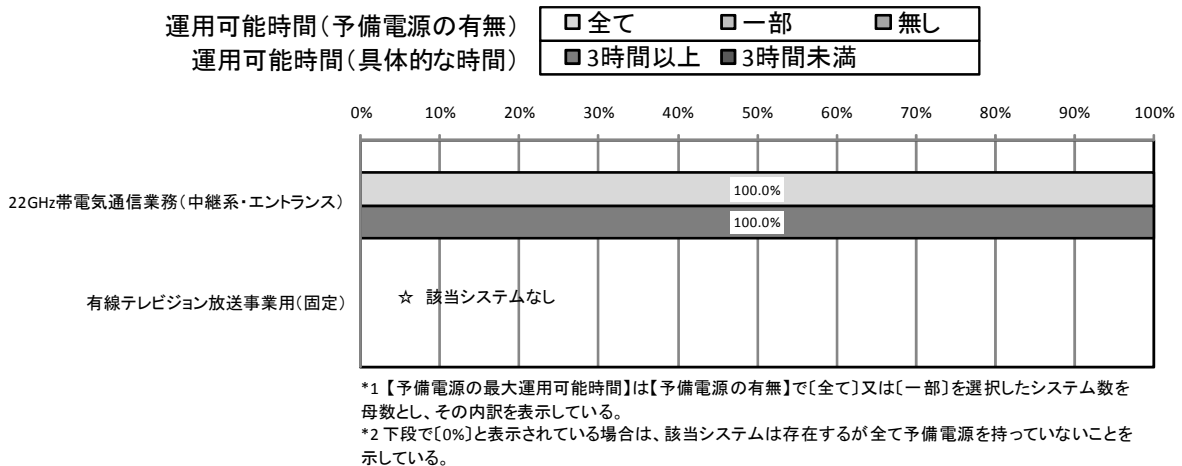 運用可能時間(予備電源の有無) 全て 一部 無し
運用可能時間(具体的な時間) 3時間以上 3時間未満
0% 10% 20% 30% 40% 50% 60% 70% 80% 90% 100%
100.0%
22GHz帯電気通信業務(中継系・エントランス)
100.0%
有線テレビジョン放送事業用(固定) ☆ 該当システムなし
*1 【予備電源の最大運用可能時間】は【予備電源の有無】で〔全て〕又は〔一部〕を選択したシステム数を
母数とし、その内訳を表示している。
*2 下段で〔0%〕と表示されている場合は、該当システムは存在するが全て予備電源を持っていないことを
示している。